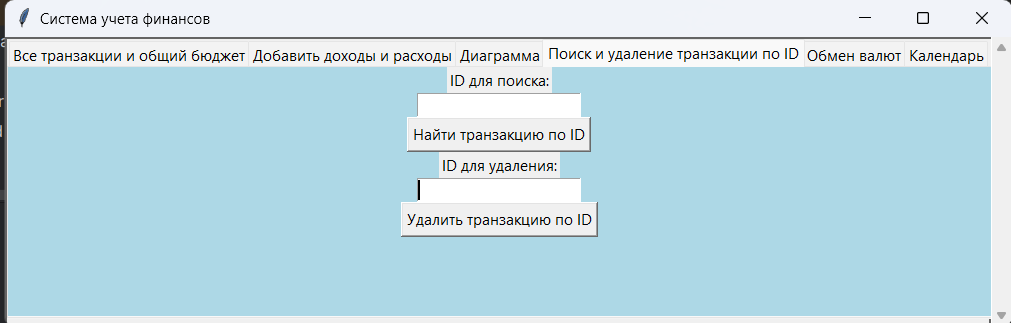 Система учета финансов
Все транзакции и общий бюджет Добавить доходы и расходы Диаграмма Поиск и удаление транзакции по ID Обмен валют Календарь
ID для поиска:
Найти транзакцию по ID
ID для удаления:
Удалить транзакцию по ID